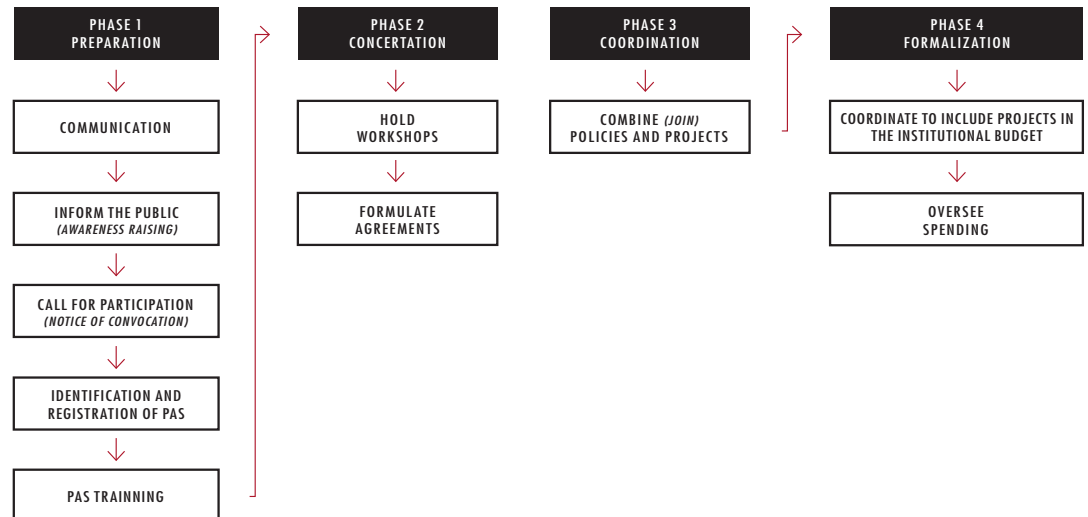 PHASE 1
PREPARATION
COMMUNICATION
INFORM THE PUBLIC
(AWARENESS RAISING)
CALL FOR PARTICIPATION
(NOTICE OF CONVOCATION)
IDENTIFICATION AND
REGISTRATION OF PAS
PAS TRAINNING
PHASE 2
CONCERTATION
HOLD
WORKSHOPS
FORMULATE
AGREEMENTS
PHASE 3
COORDINATION
COMBINE (JOIN)
POLICIES AND PROJECTS
PHASE 4
FORMALIZATION
COORDINATE TO INCLUDE PROJECTS IN
THE INSTITUTIONAL BUDGET
OVERSEE
SPENDING